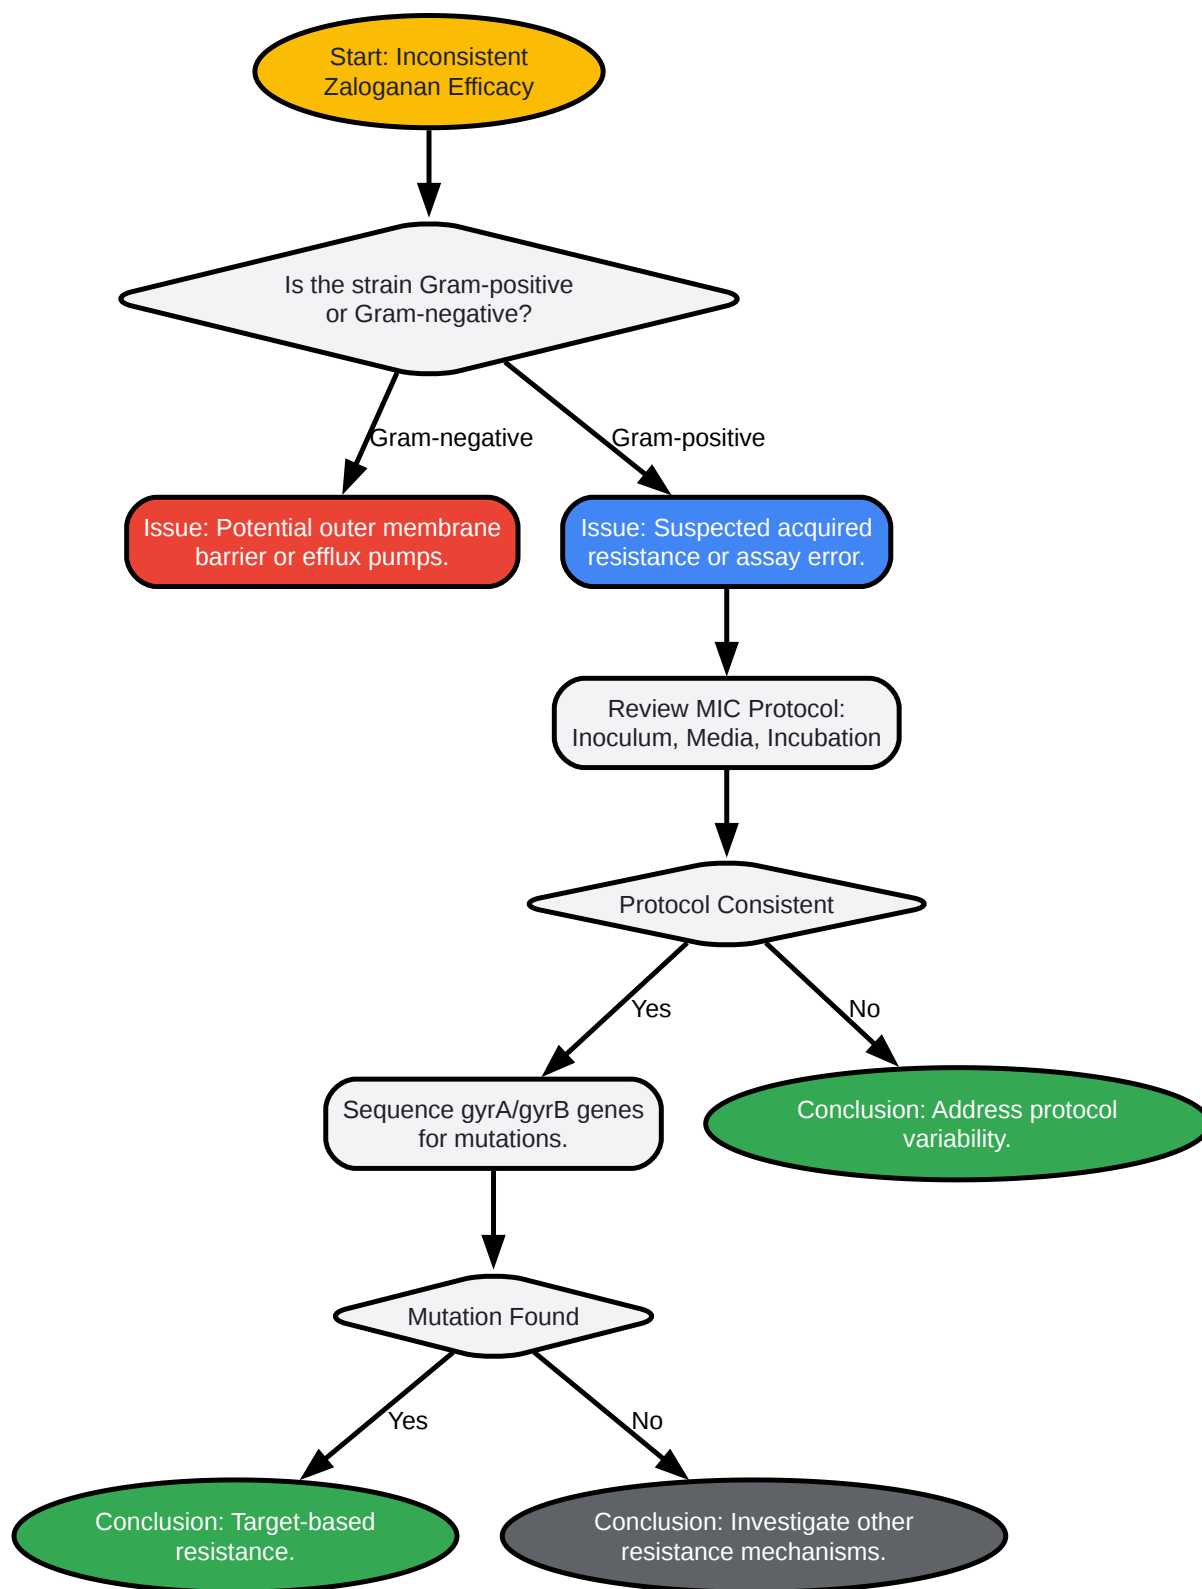 Start: Inconsistent
Zaloganan Efficacy
Is the strain Gram-positive
or Gram-negative?
Gram-negative
Gram-positive
Issue: Potential outer membrane
barrier or efflux pumps.
Issue: Suspected acquired
resistance or assay error.
Review MIC Protocol:
Inoculum, Media, Incubation
Protocol Consistent
Yes
No
Sequence gyrA/gyrB genes
for mutations.
Conclusion: Address protocol
variability.
Mutation Found
Yes
No
Conclusion: Target-based
resistance.
Conclusion: Investigate other
resistance mechanisms.